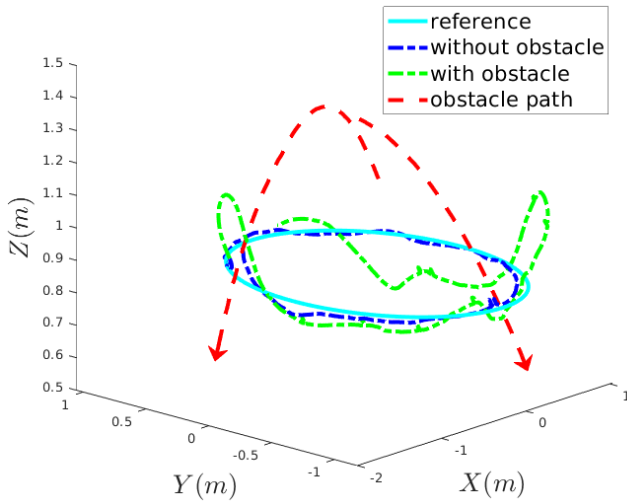 reference
without obstacle
with obstacle
obstacle path
1.5
1.4
1.3
1.2
1.1
1
0.9
0.8
0.7
0.6
0.5
Z(m)
1
0.5
0
-0.5
-1
Y(m)
-2
-1
0
1
X(m)